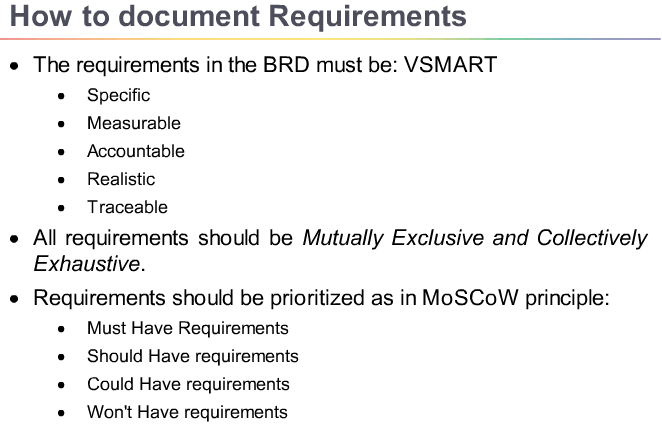 How to document Requirements
• The requirements in the BRD must be: VSMART
• Specific
• Measurable
• Accountable
• Realistic
• Traceable
• All requirements should be Mutually Exclusive and Collectively
Exhaustive.
• Requirements should be prioritized as in MoSCoW principle:
• Must Have Requirements
• Should Have requirements
• Could Have requirements
• Won't Have requirements